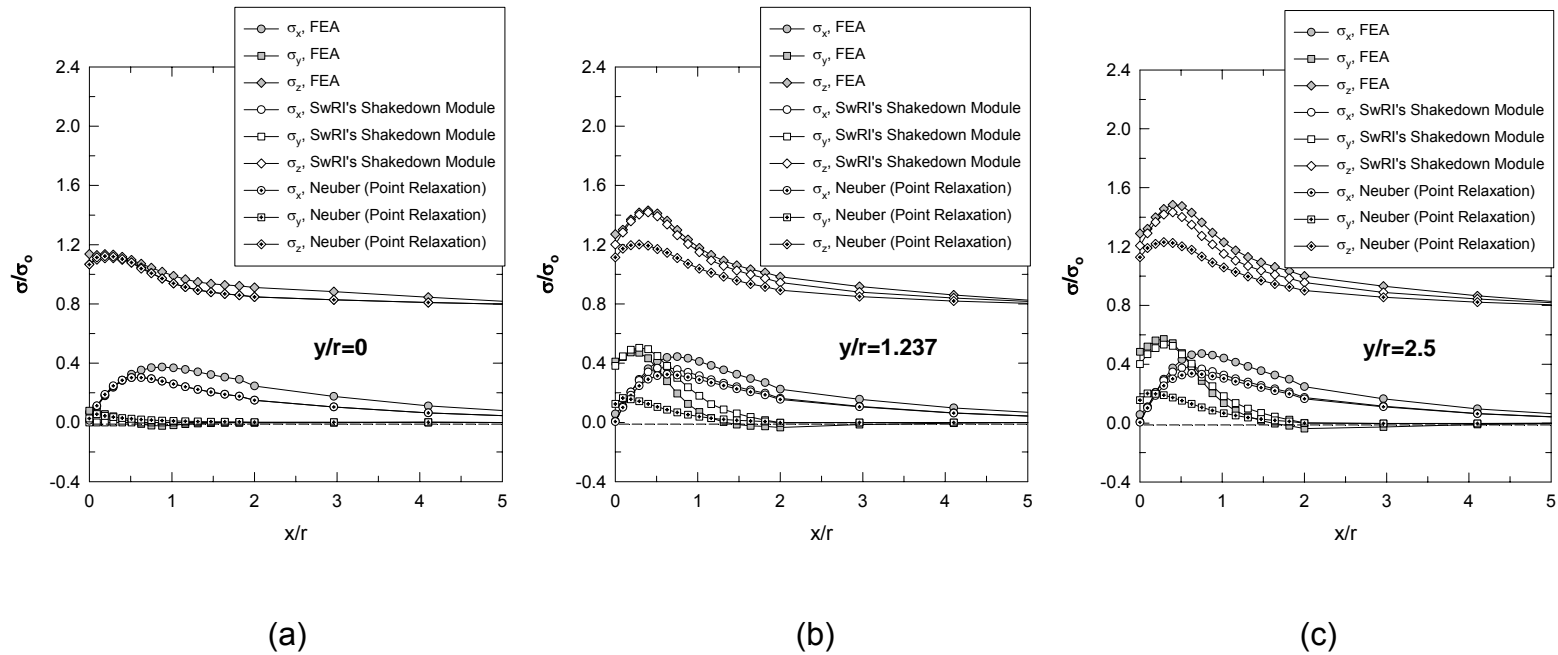 σx, FEA
σy, FEA
σz, FEA
σx, SwRI's Shakedown Module
σy, SwRI's Shakedown Module
σz, SwRI's Shakedown Module
σx, Neuber (Point Relaxation)
σy, Neuber (Point Relaxation)
σz, Neuber (Point Relaxation)
2.4
2.0
1.6
1.2
0.8
0.4
0.0
-0.4
σ/σo
y/r=0
0 1 2 3 4 5
x/r
(a)
σx, FEA
σy, FEA
σz, FEA
σx, SwRI's Shakedown Module
σy, SwRI's Shakedown Module
σz, SwRI's Shakedown Module
σx, Neuber (Point Relaxation)
σy, Neuber (Point Relaxation)
σz, Neuber (Point Relaxation)
2.4
2.0
1.6
1.2
0.8
0.4
0.0
-0.4
σ/σo
y/r=1.237
0 1 2 3 4 5
x/r
(b)
σx, FEA
σy, FEA
σz, FEA
σx, SwRI's Shakedown Module
σy, SwRI's Shakedown Module
σz, SwRI's Shakedown Module
σx, Neuber (Point Relaxation)
σy, Neuber (Point Relaxation)
σz, Neuber (Point Relaxation)
2.4
2.0
1.6
1.2
0.8
0.4
0.0
-0.4
σ/σo
y/r=2.5
0 1 2 3 4 5
x/r
(c)